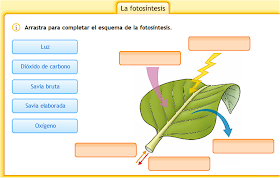 La fotosíntesis
Arrastra para completar el esquema de la fotosíntesis.
Luz
Dióxido de carbono
Savia bruta
Savia elaborada
Oxígeno